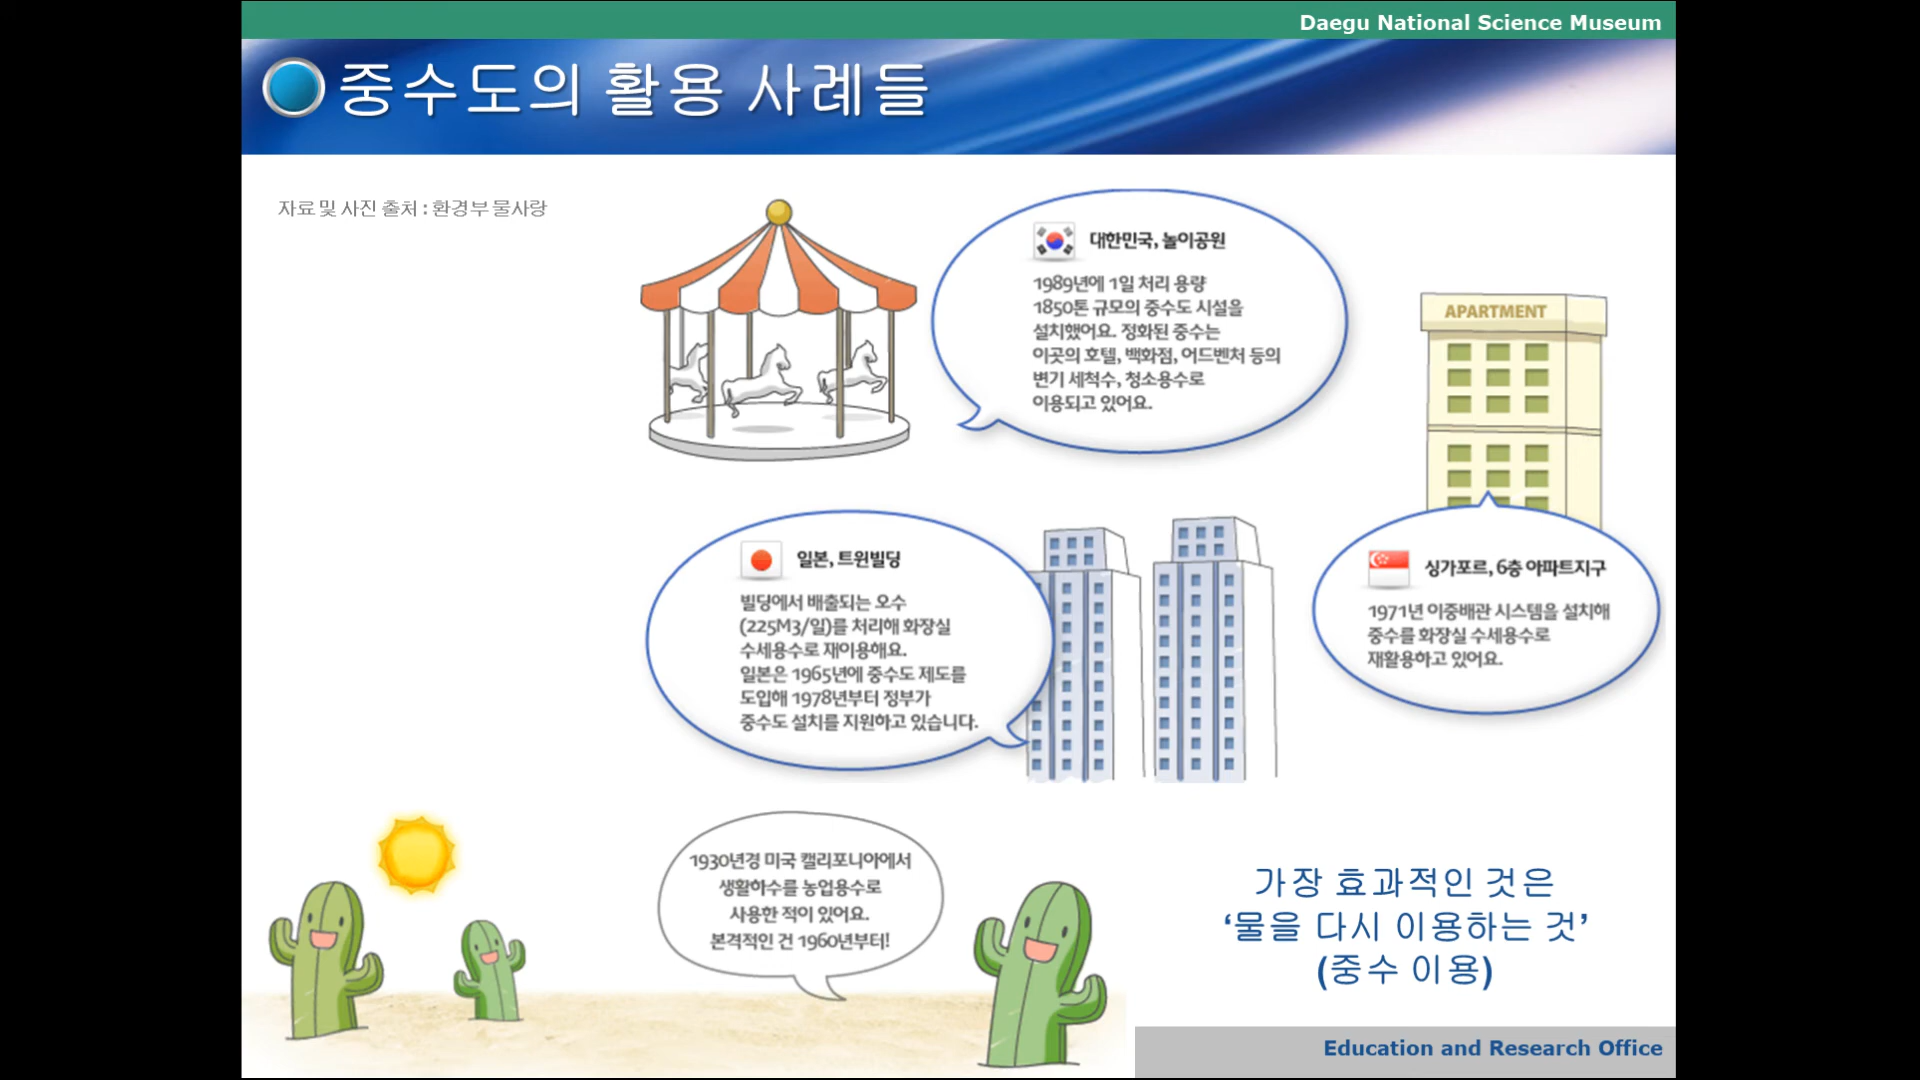 Daegu National Science Museum
중수도의 활용 사례들
자료 및 사진 출처 : 환경부 물사랑
대한민국, 놀이공원
1989년에 1일 처리 용량
1850톤 규모의 중수도 시설을
설치했어요. 정화된 중수는
이곳의 호텔, 백화점, 어드벤처 등의
변기 세척수, 청소용수로
이용되고 있어요.
APARTMENT
일본, 트윈빌딩
빌딩에서 배출되는 오수
(225M3/일)를 처리해 화장실
수세용수로 재이용해요.
일본은 1965년에 중수도 제도를
도입해 1978년부터 정부가
중수도 설치를 지원하고 있습니다.
싱가포르, 6층 아파트지구
1971년 이중배관 시스템을 설치해
중수를 화장실 수세용수로
재활용하고 있어요.
1930년경 미국 캘리포니아에서
생활하수를 농업용수로
사용한 적이 있어요.
본격적인 건 1960년부터!
가장 효과적인 것은
‘물을 다시 이용하는 것’
(중수 이용)
Education and Research Office